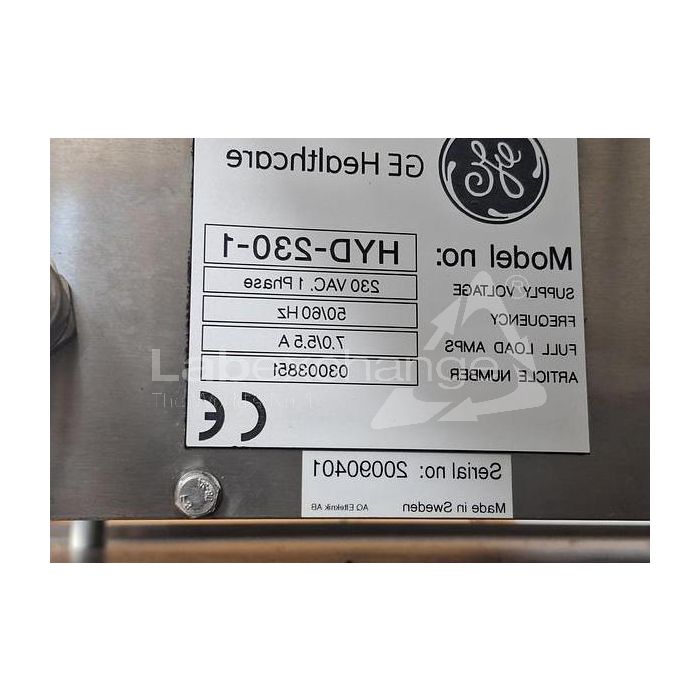 GE Healthcare
Model no: HYD-230-1
SUPPLY VOLTAGE 230 VAC, 1 Phase
FREQUENCY 50/60 Hz
FULL LOAD AMPS 7.0/5.5 A
ARTICLE NUMBER 03003851
CE
Serial no: 20090401
Made in Sweden AQ Elteknik AB
Labexchange